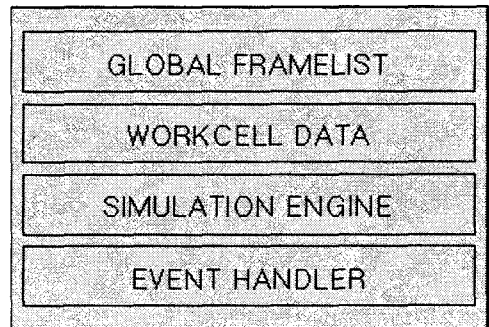 GLOBAL FRAMELIST
WORKCELL DATA
SIMULATION ENGINE
EVENT HANDLER